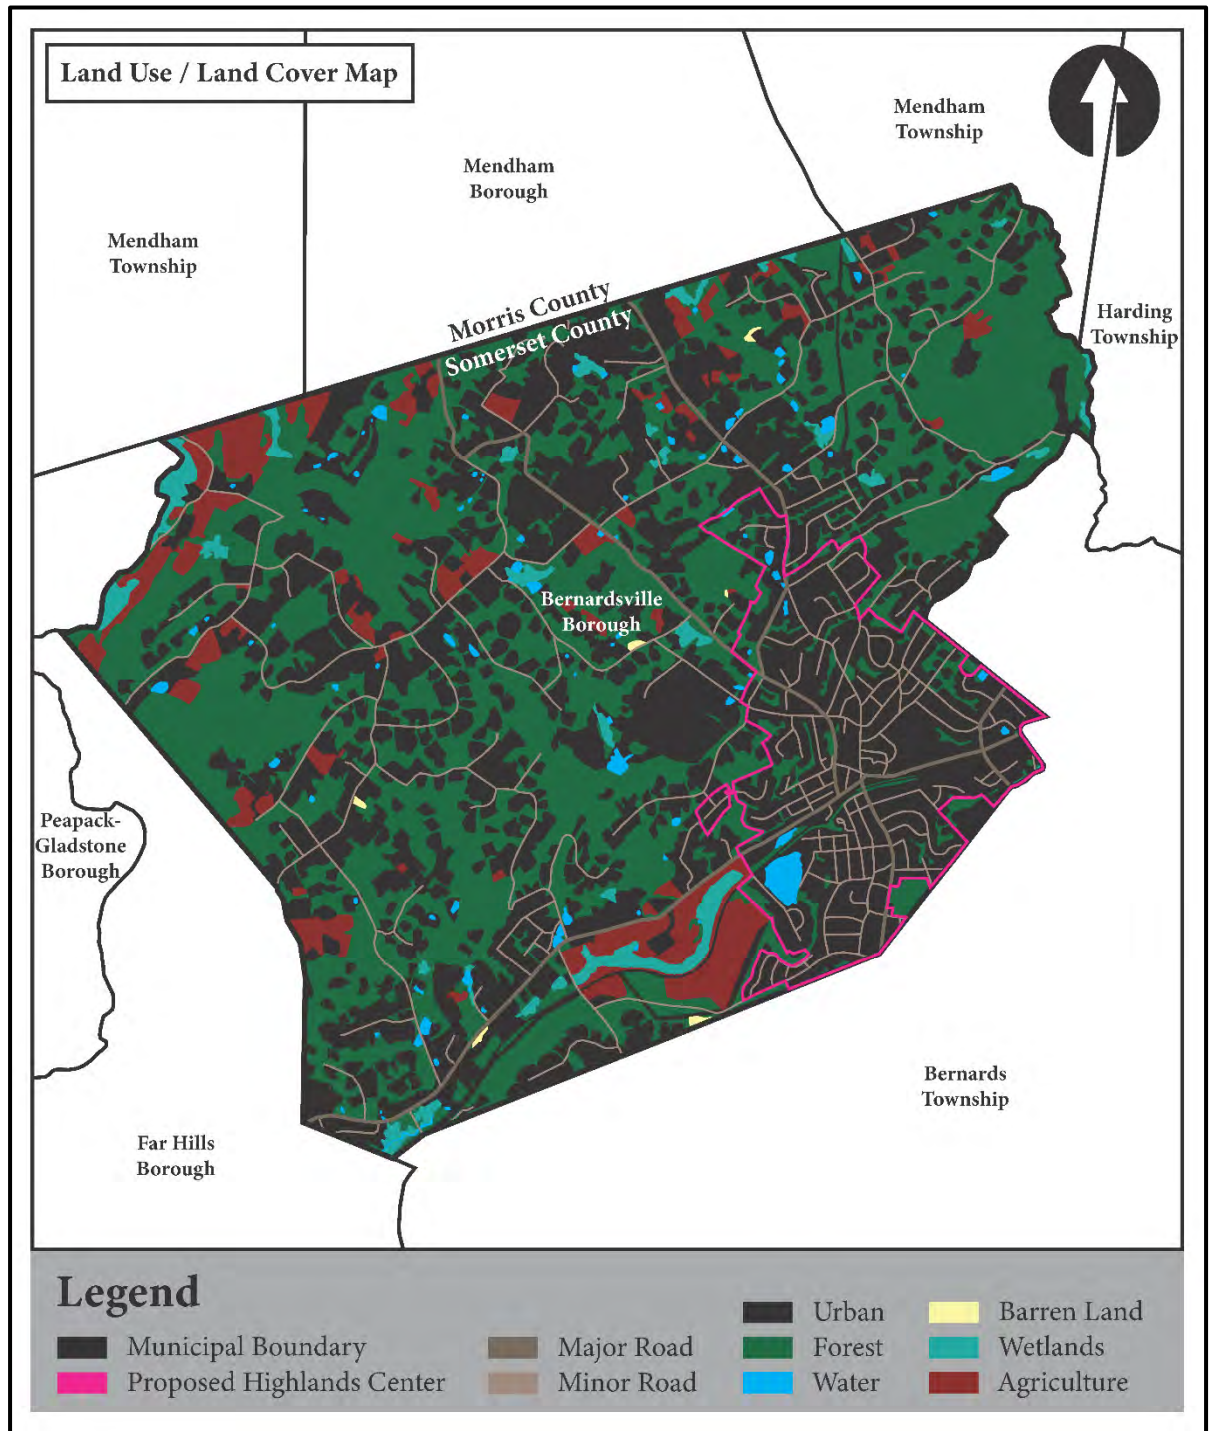 Land Use / Land Cover Map
Mendham
Township
Mendham
Borough
Mendham
Township
Harding
Township
Morris County
Somerset County
Bernardsville
Borough
Peapack-
Gladstone
Borough
Far Hills
Borough
Bernards
Township
Legend
Municipal Boundary
Proposed Highlands Center
Major Road
Minor Road
Urban
Forest
Water
Barren Land
Wetlands
Agriculture